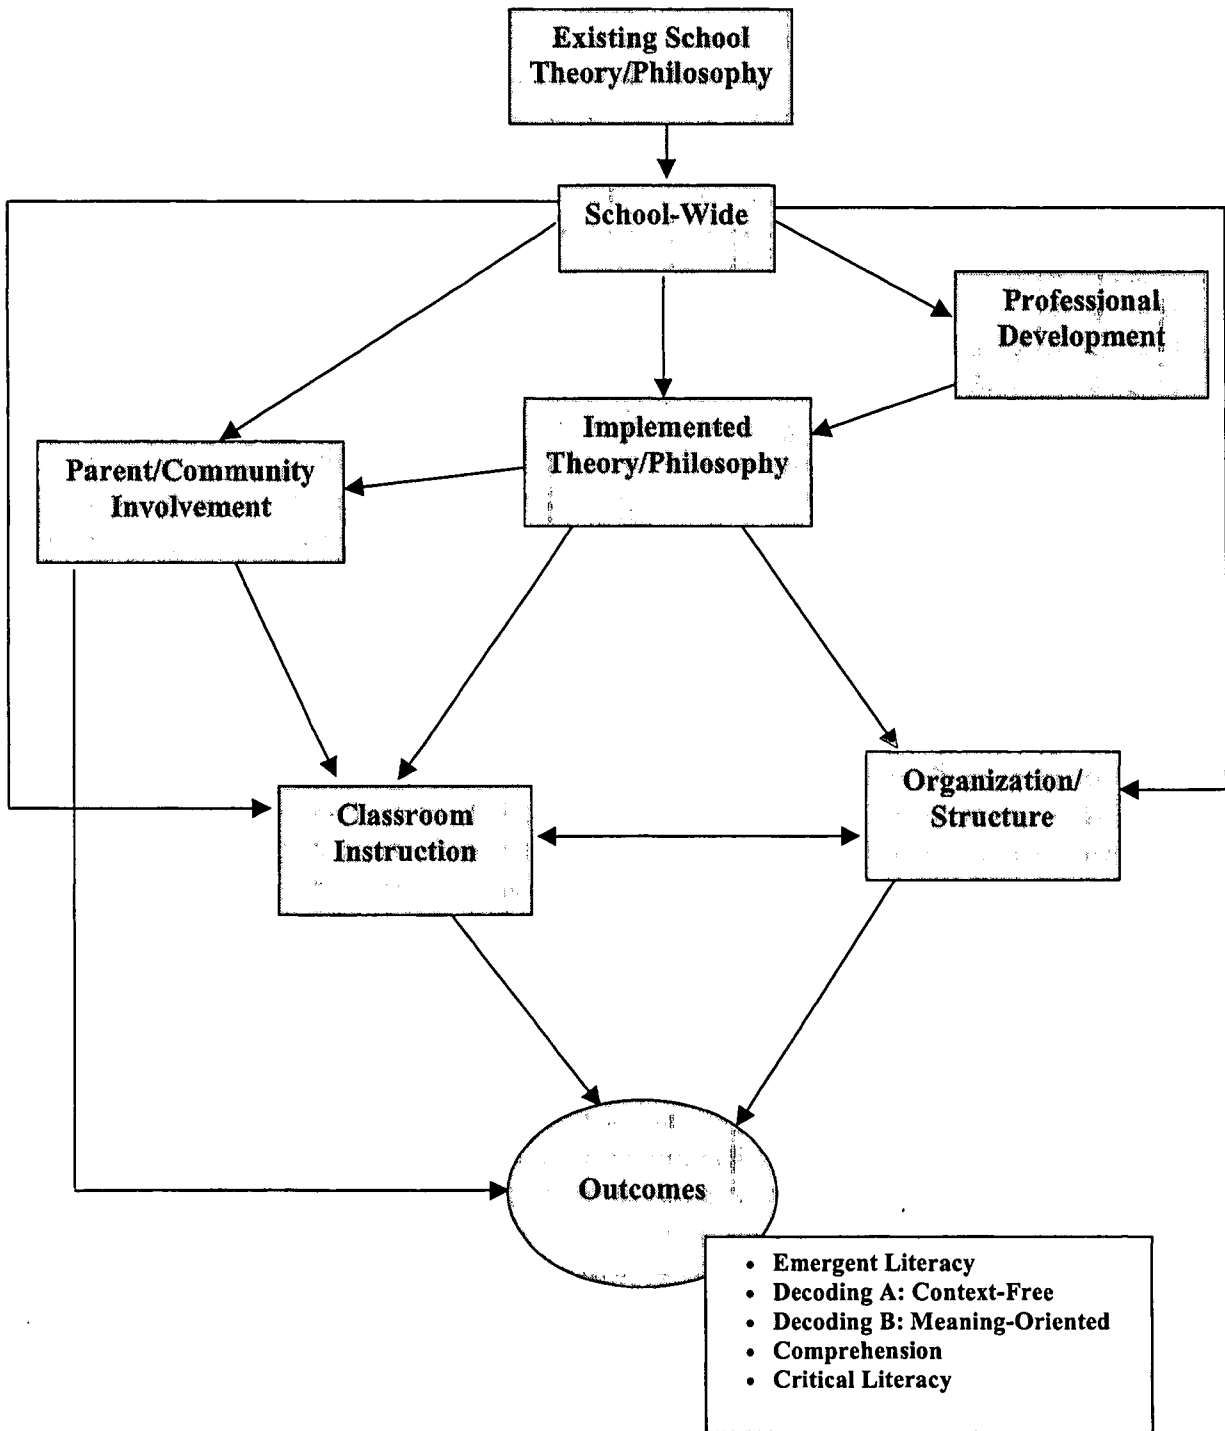 Existing School
Theory/Philosophy
School-Wide
Professional
Development
Implemented
Theory/Philosophy
Parent/Community
Involvement
Organization/
Structure
Classroom
Instruction
Outcomes
• Emergent Literacy
• Decoding A: Context-Free
• Decoding B: Meaning-Oriented
• Comprehension
• Critical Literacy